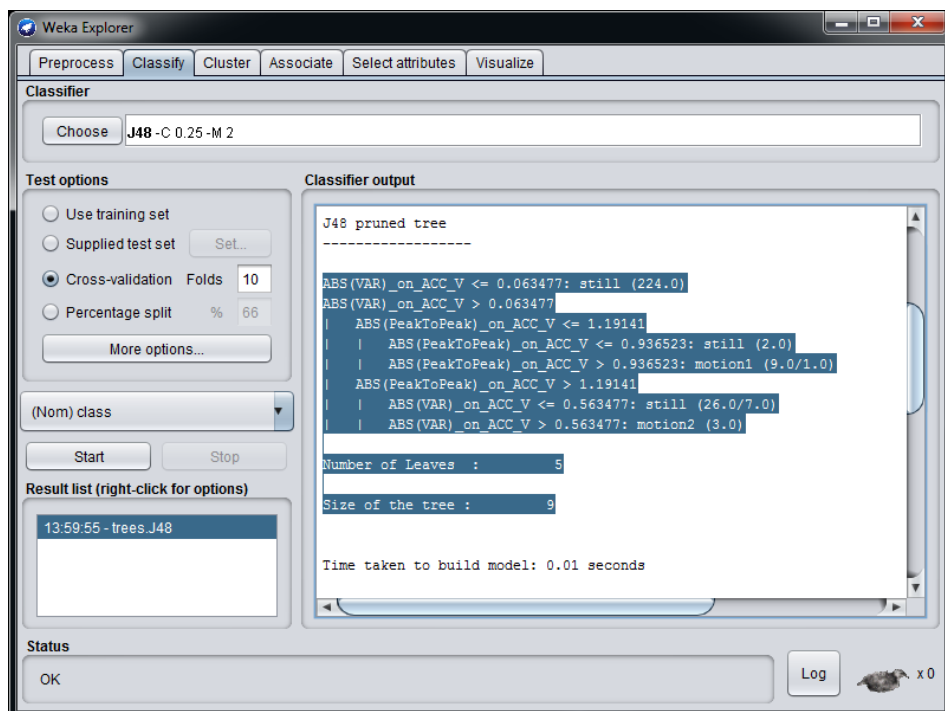 Weka Explorer
Preprocess Classify Cluster Associate Select attributes Visualize
Classifier
Choose J48 -C 0.25 -M 2
Test options
Use training set
Supplied test set Set...
Cross-validation Folds 10
Percentage split % 66
More options...
(Nom) class
Start Stop
Result list (right-click for options)
13:59:55 - trees.J48
Classifier output
J48 pruned tree
------------------
ABS(VAR)_on_ACC_V <= 0.063477: still (224.0)
ABS(VAR)_on_ACC_V > 0.063477
|   ABS(PeakToPeak)_on_ACC_V <= 1.19141
|   |   ABS(PeakToPeak)_on_ACC_V <= 0.936523: still (2.0)
|   |   ABS(PeakToPeak)_on_ACC_V > 0.936523: motion1 (9.0/1.0)
|   ABS(PeakToPeak)_on_ACC_V > 1.19141
|   |   ABS(VAR)_on_ACC_V <= 0.563477: still (26.0/7.0)
|   |   ABS(VAR)_on_ACC_V > 0.563477: motion2 (3.0)
Number of Leaves  :      5
Size of the tree :      9
Time taken to build model: 0.01 seconds
Status
OK
Log
x 0